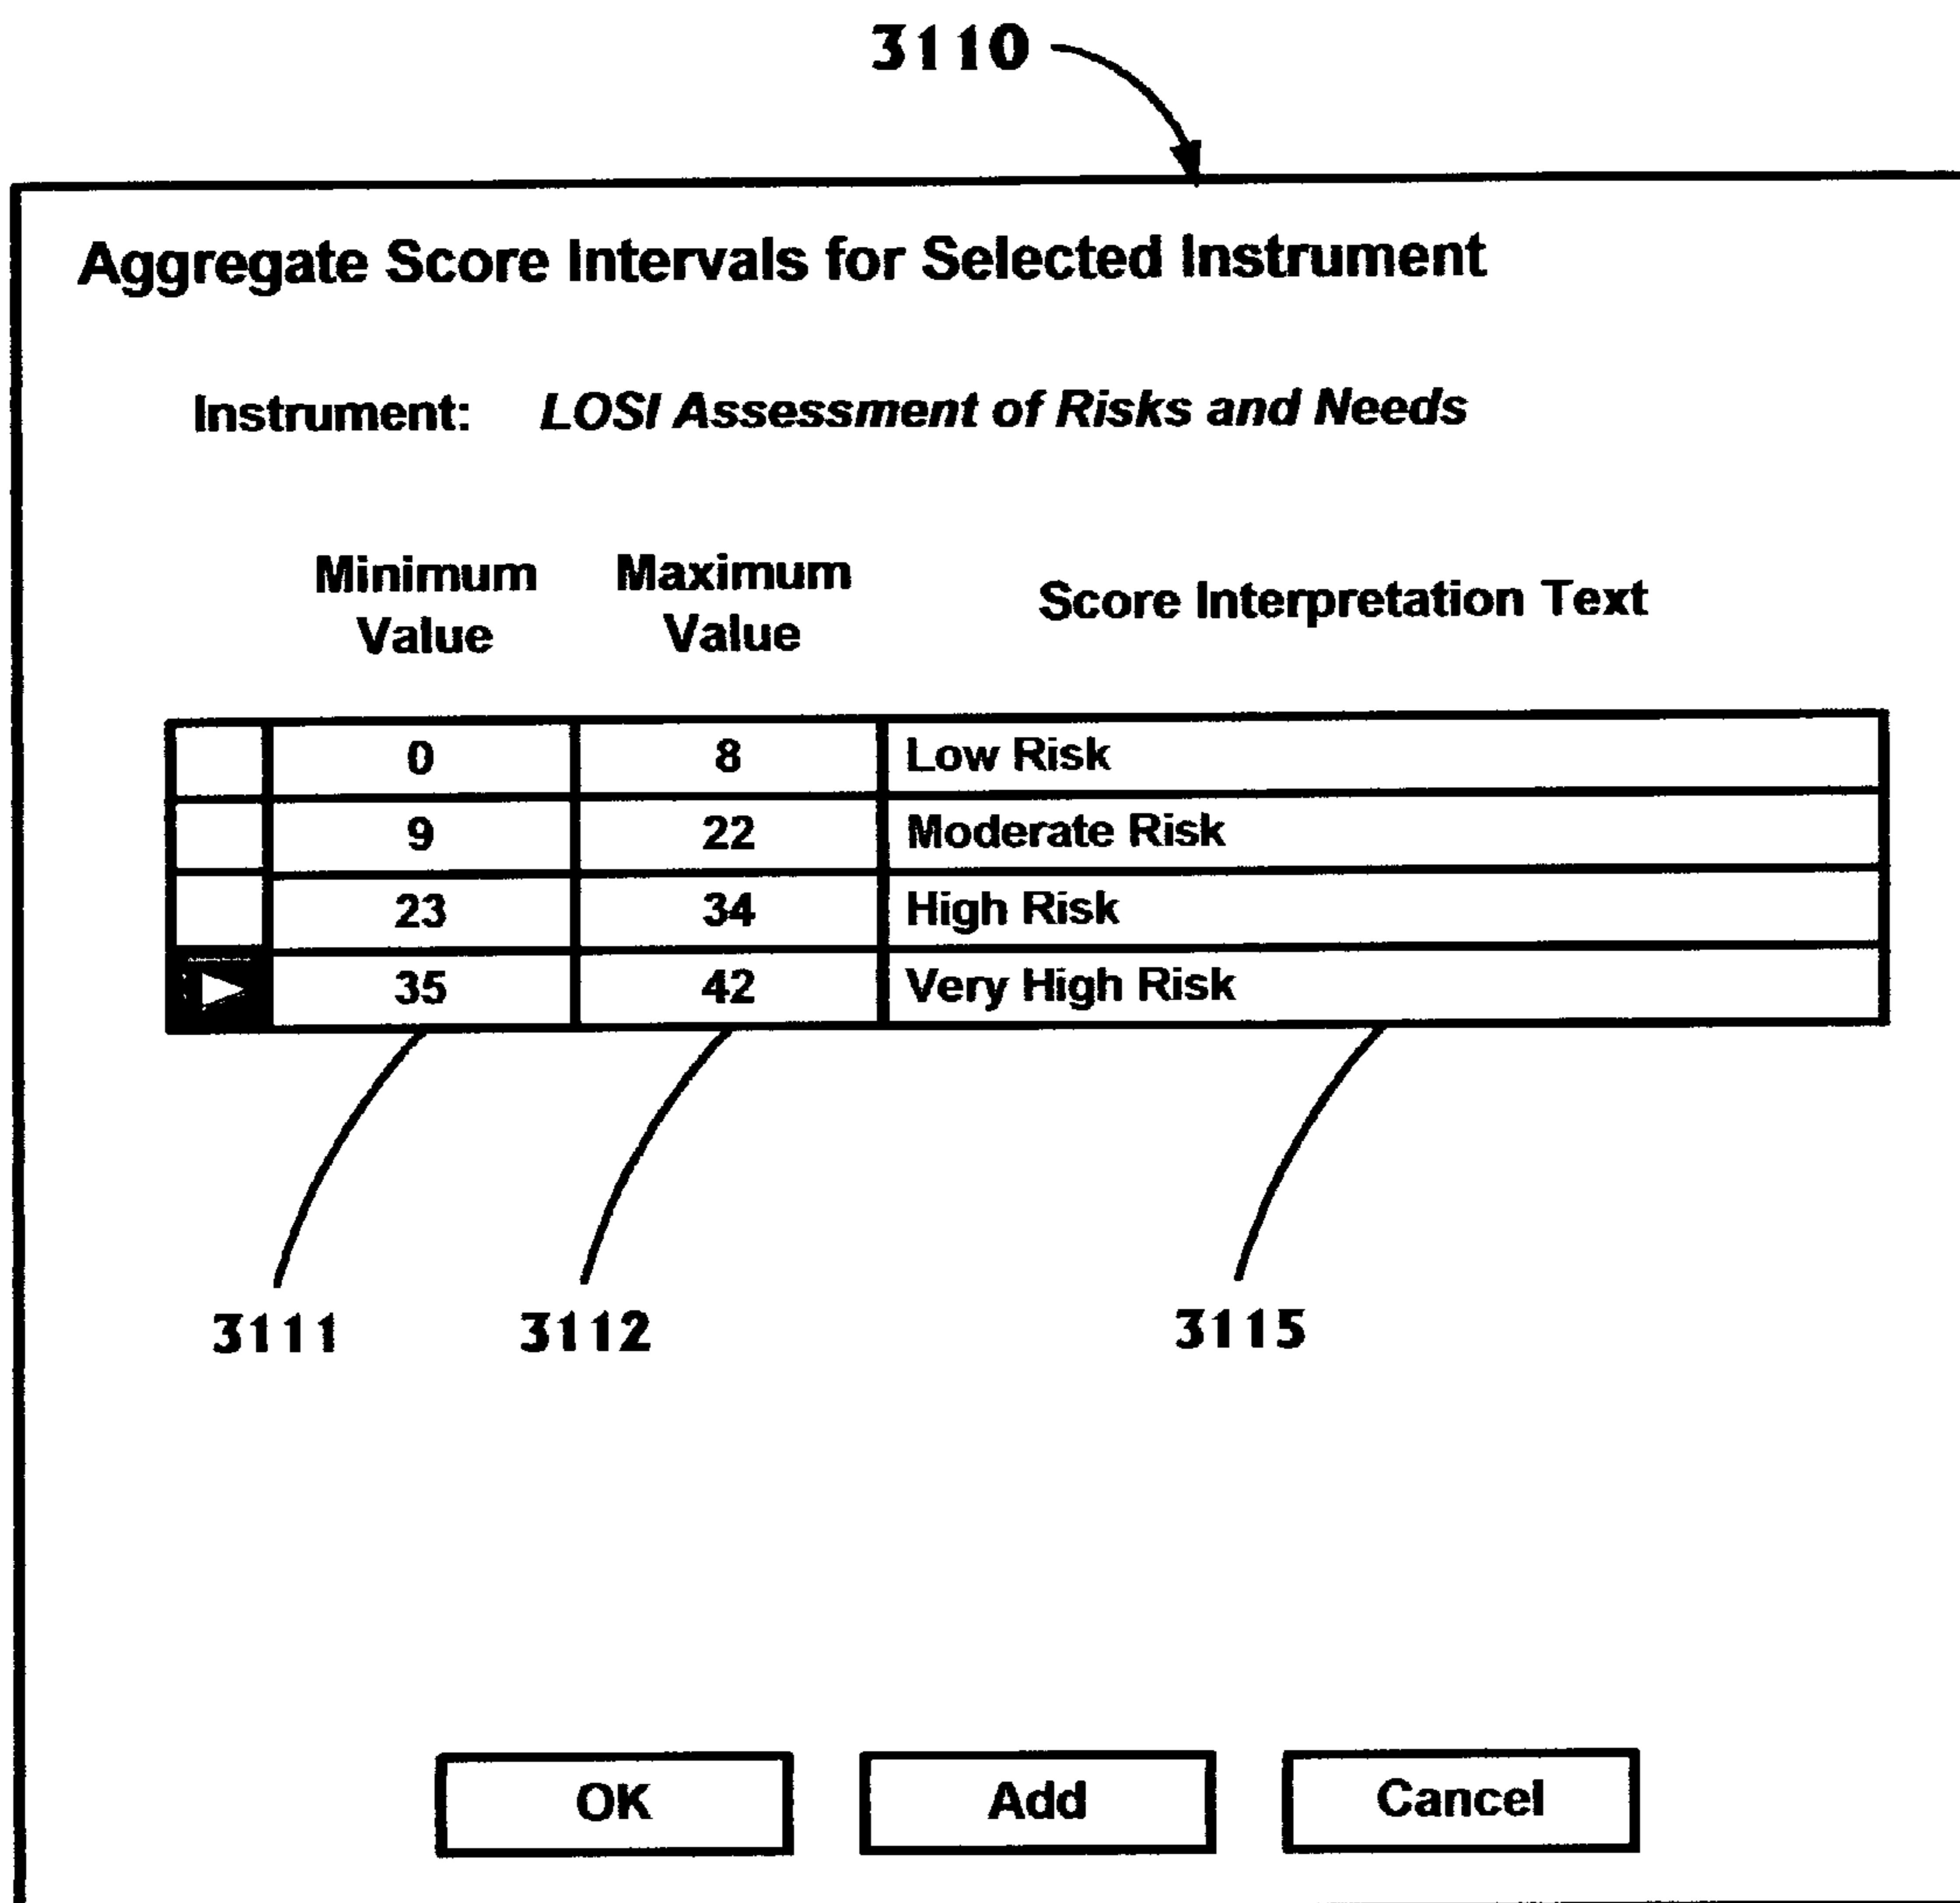 3110
Aggregate Score Intervals for Selected Instrument
Instrument: LOSI Assessment of Risks and Needs
Minimum Value Maximum Value Score Interpretation Text
0 8 Low Risk
9 22 Moderate Risk
23 34 High Risk
35 42 Very High Risk
3111 3112 3115
OK Add Cancel